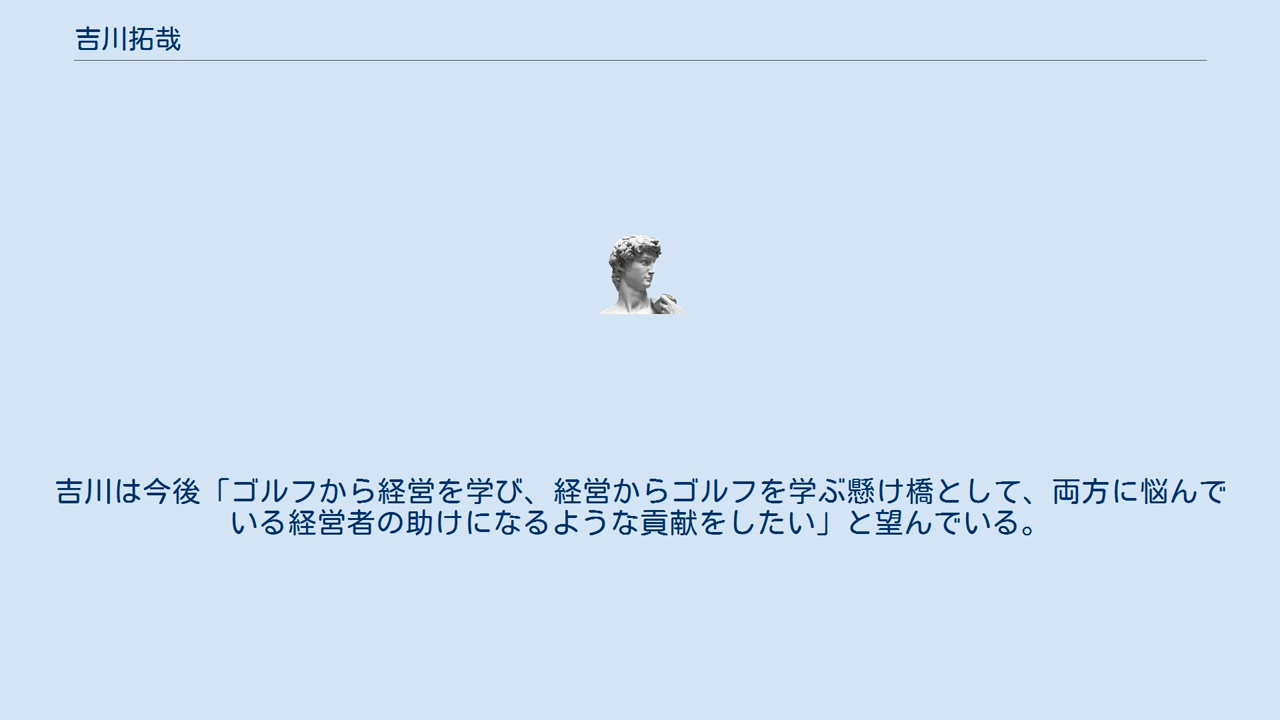 吉川拓哉
吉川は今後「ゴルフから経営を学び、経営からゴルフを学ぶ懸け橋として、両方に悩んで
いる経営者の助けになるような貢献をしたい」と望んでいる。